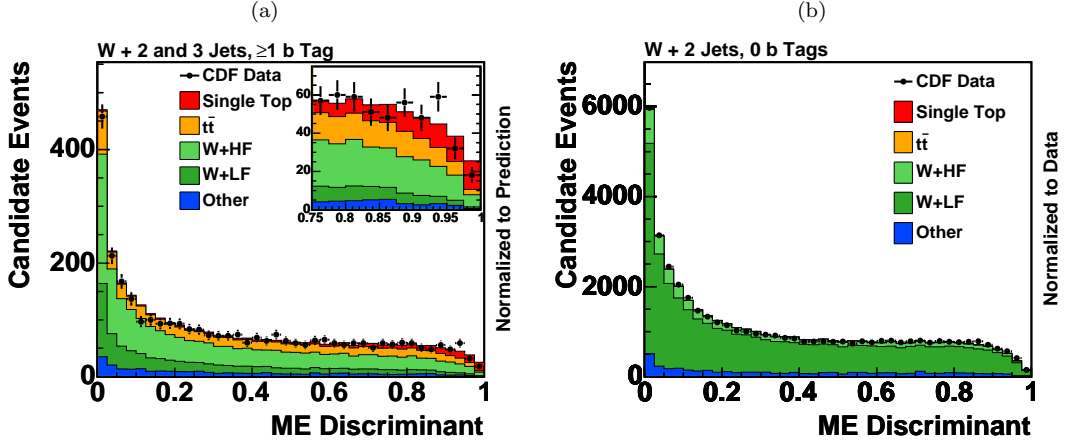 (a)
W + 2 and 3 Jets, ≥1 b Tag
Candidate Events
400
200
0
CDF Data
Single Top
tt̄
W+HF
W+LF
Other
60
40
20
0
0.75 0.8 0.85 0.9 0.95 1
Normalized to Prediction
0 0.2 0.4 0.6 0.8 1
ME Discriminant
(b)
W + 2 Jets, 0 b Tags
Candidate Events
6000
4000
2000
0
CDF Data
Single Top
tt̄
W+HF
W+LF
Other
Normalized to Data
0 0.2 0.4 0.6 0.8 1
ME Discriminant